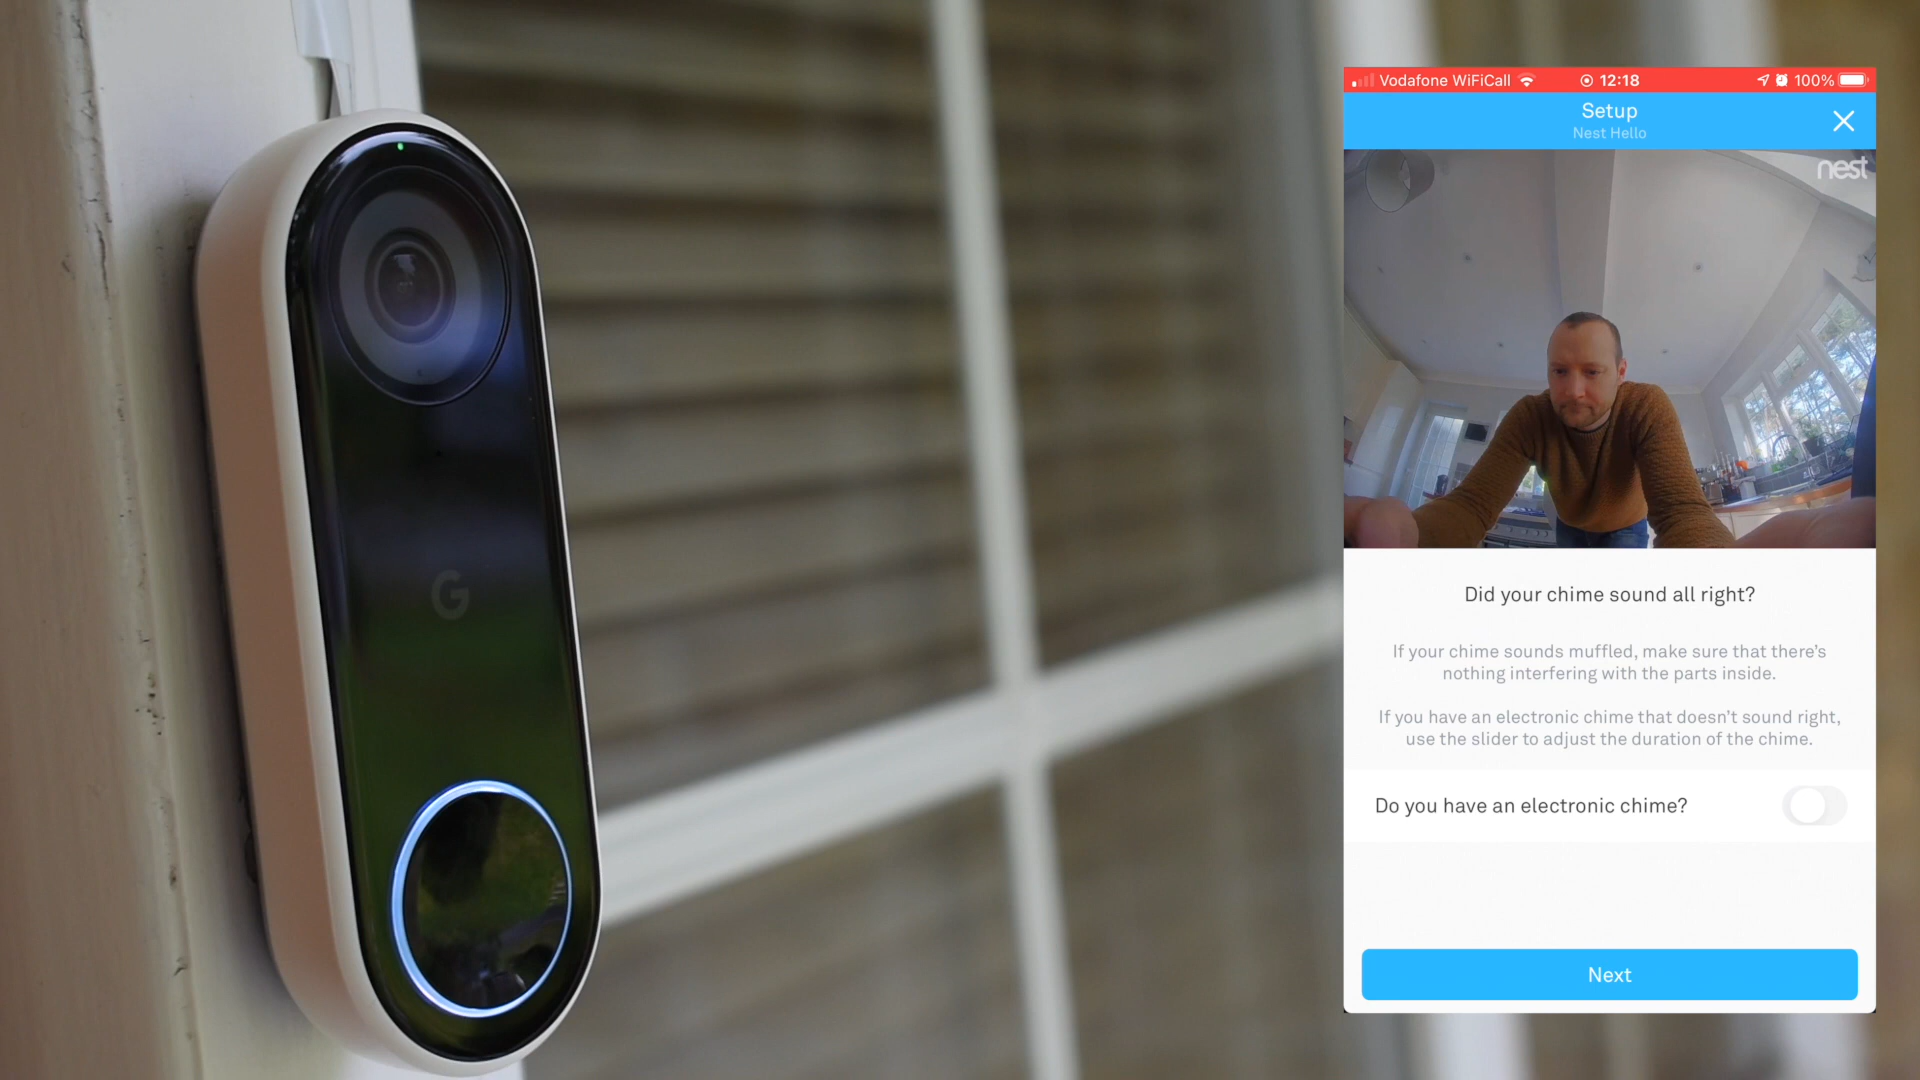 G
Vodafone WiFiCall 12:18 100%
Setup
Nest Hello
nest
Did your chime sound all right?
If your chime sounds muffled, make sure that there's
nothing interfering with the parts inside.
If you have an electronic chime that doesn't sound right,
use the slider to adjust the duration of the chime.
Do you have an electronic chime?
Next